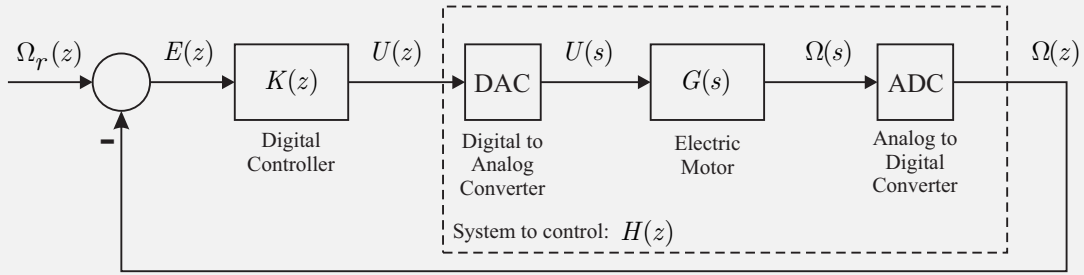 Ω_r(z)
E(z)
K(z)
U(z)
DAC
U(s)
G(s)
Ω(s)
ADC
Ω(z)
-
Digital
Controller
Digital to
Analog
Converter
Electric
Motor
Analog to
Digital
Converter
System to control: H(z)